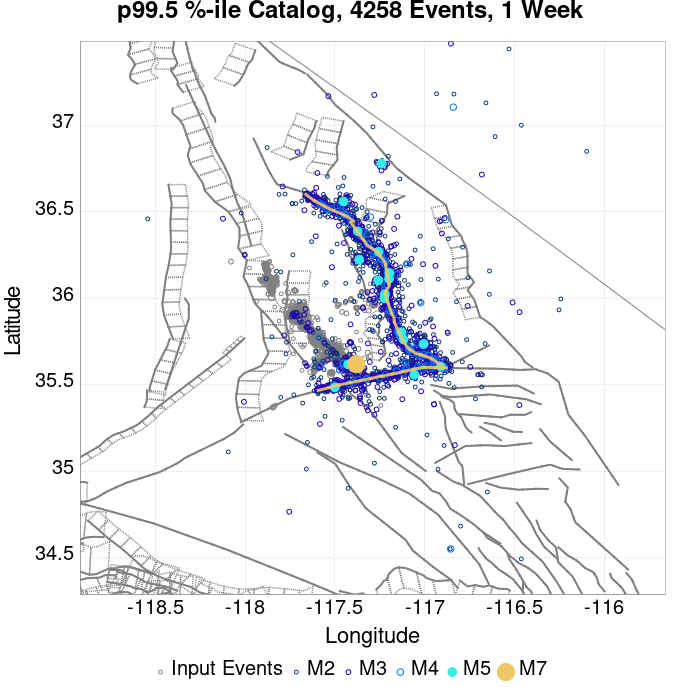 p99.5 %-ile Catalog, 4258 Events, 1 Week
37
36.5
36
35.5
35
34.5
Latitude
-118.5 -118 -117.5 -117 -116.5 -116
Longitude
Input Events M2 M3 M4 M5 M7